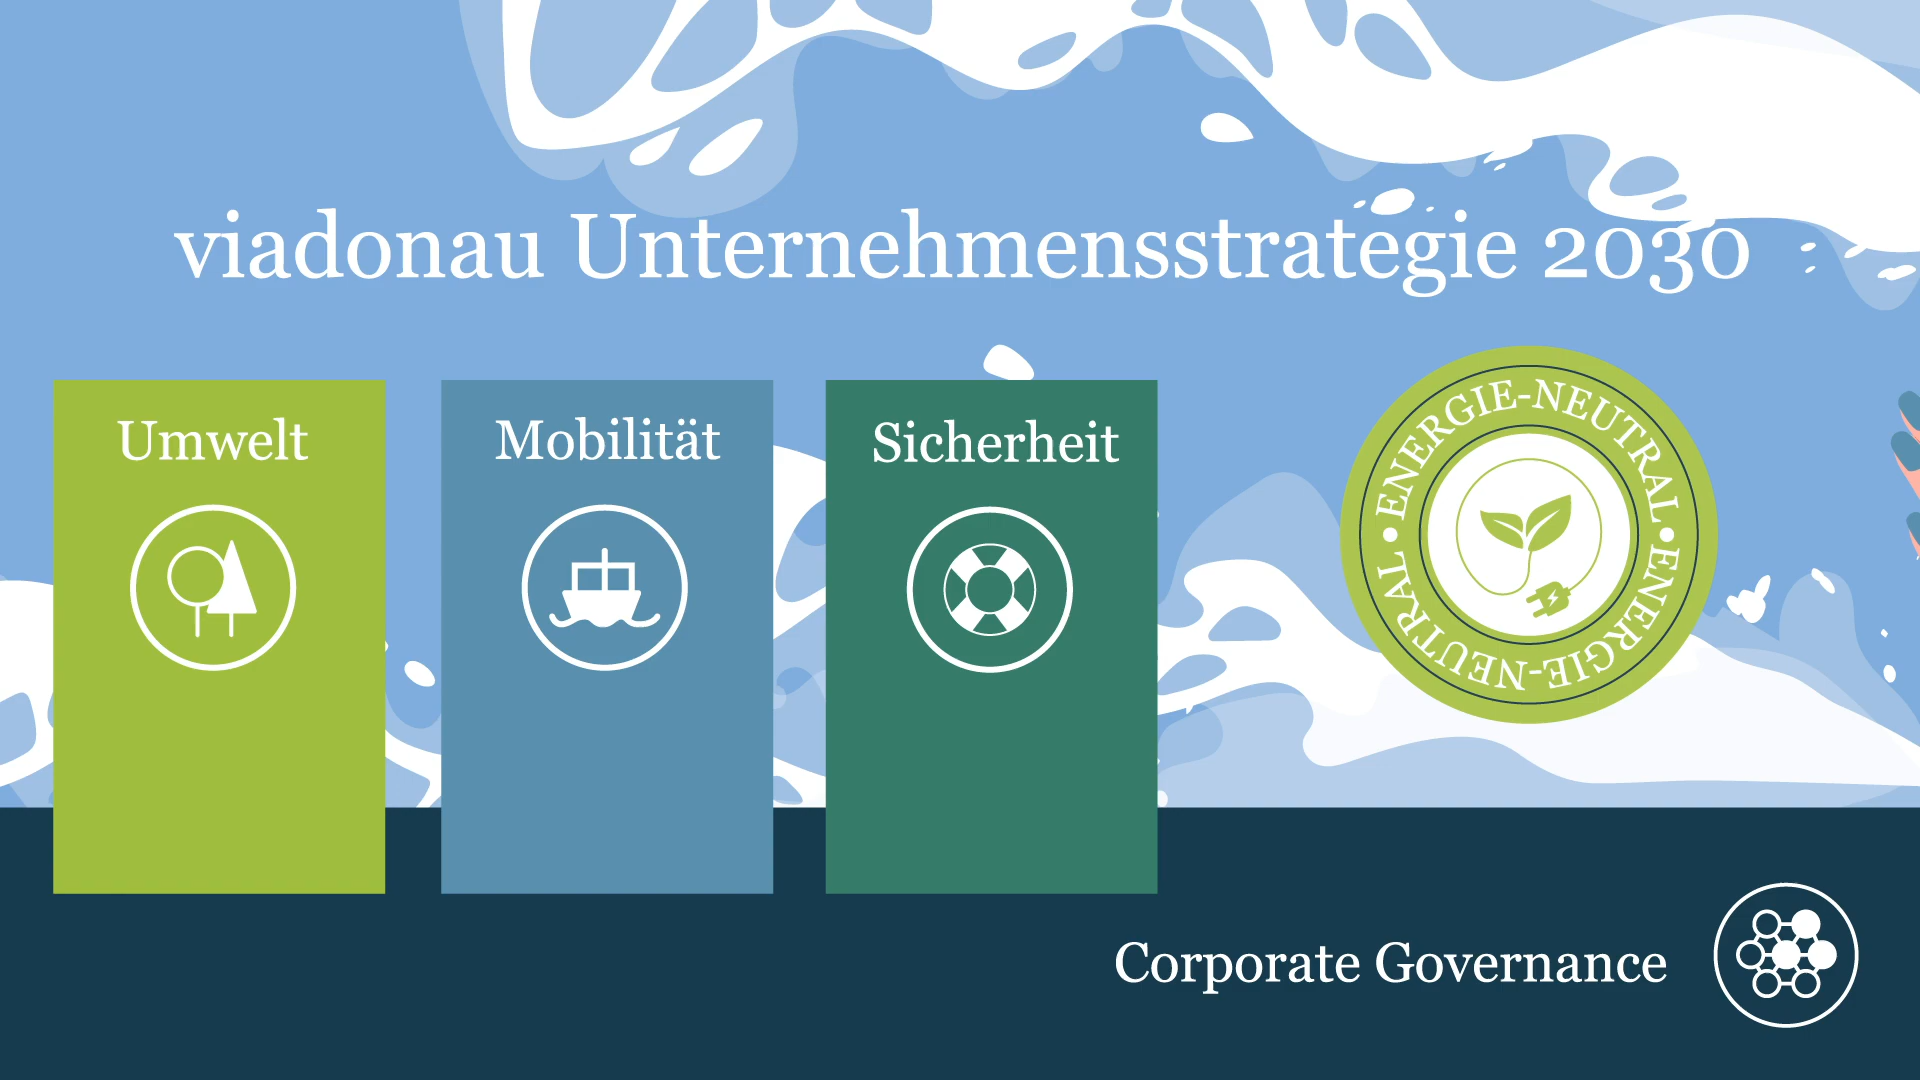 viadonau Unternehmensstrategie 2030
Umwelt
Mobilität
Sicherheit
• ENERGIE-NEUTRAL • ENERGIE-NEUTRAL
Corporate Governance